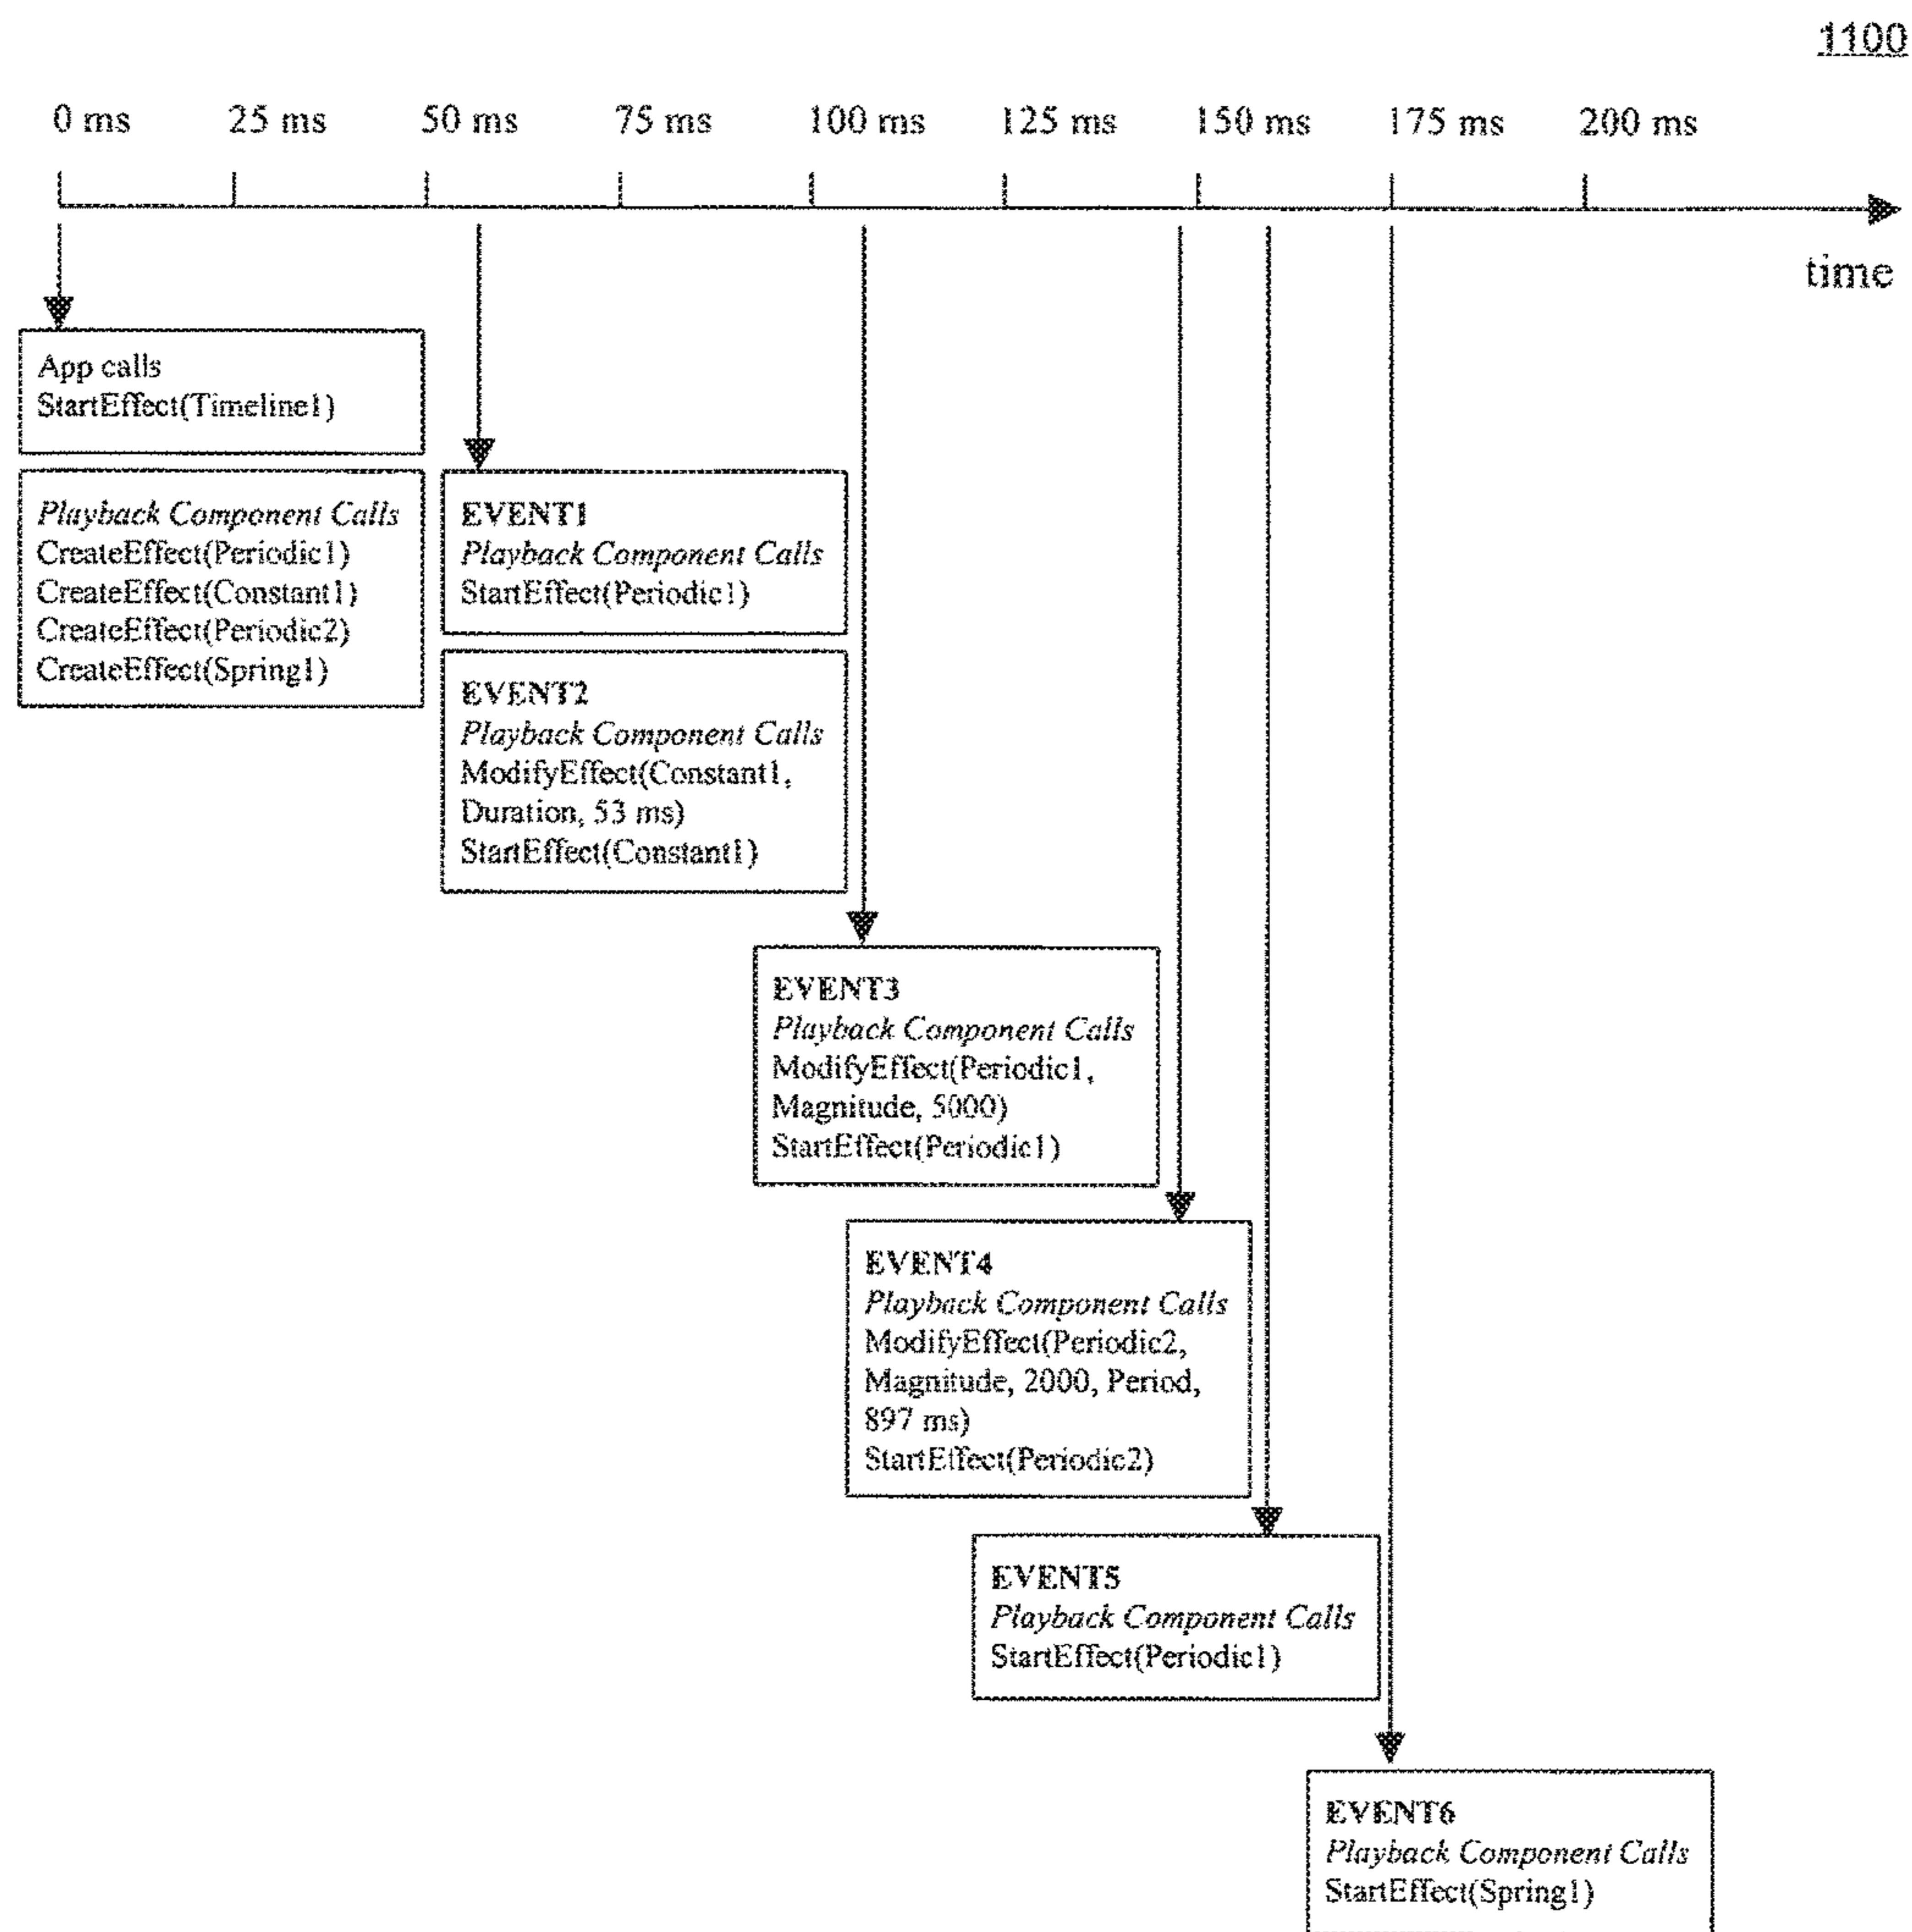 1100
0 ms 25 ms 50 ms 75 ms 100 ms 125 ms 150 ms 175 ms 200 ms
time
App calls
StartEffect(Timeline1)
Playback Component Calls
CreateEffect(Periodic1)
CreateEffect(Constant1)
CreateEffect(Periodic2)
CreateEffect(Spring1)
EVENT1
Playback Component Calls
StartEffect(Periodic1)
EVENT2
Playback Component Calls
ModifyEffect(Constant1,
Duration, 53 ms)
StartEffect(Constant1)
EVENT3
Playback Component Calls
ModifyEffect(Periodic1,
Magnitude, 5000)
StartEffect(Periodic1)
EVENT4
Playback Component Calls
ModifyEffect(Periodic2,
Magnitude, 2000, Period,
897 ms)
StartEffect(Periodic2)
EVENT5
Playback Component Calls
StartEffect(Periodic1)
EVENT6
Playback Component Calls
StartEffect(Spring1)